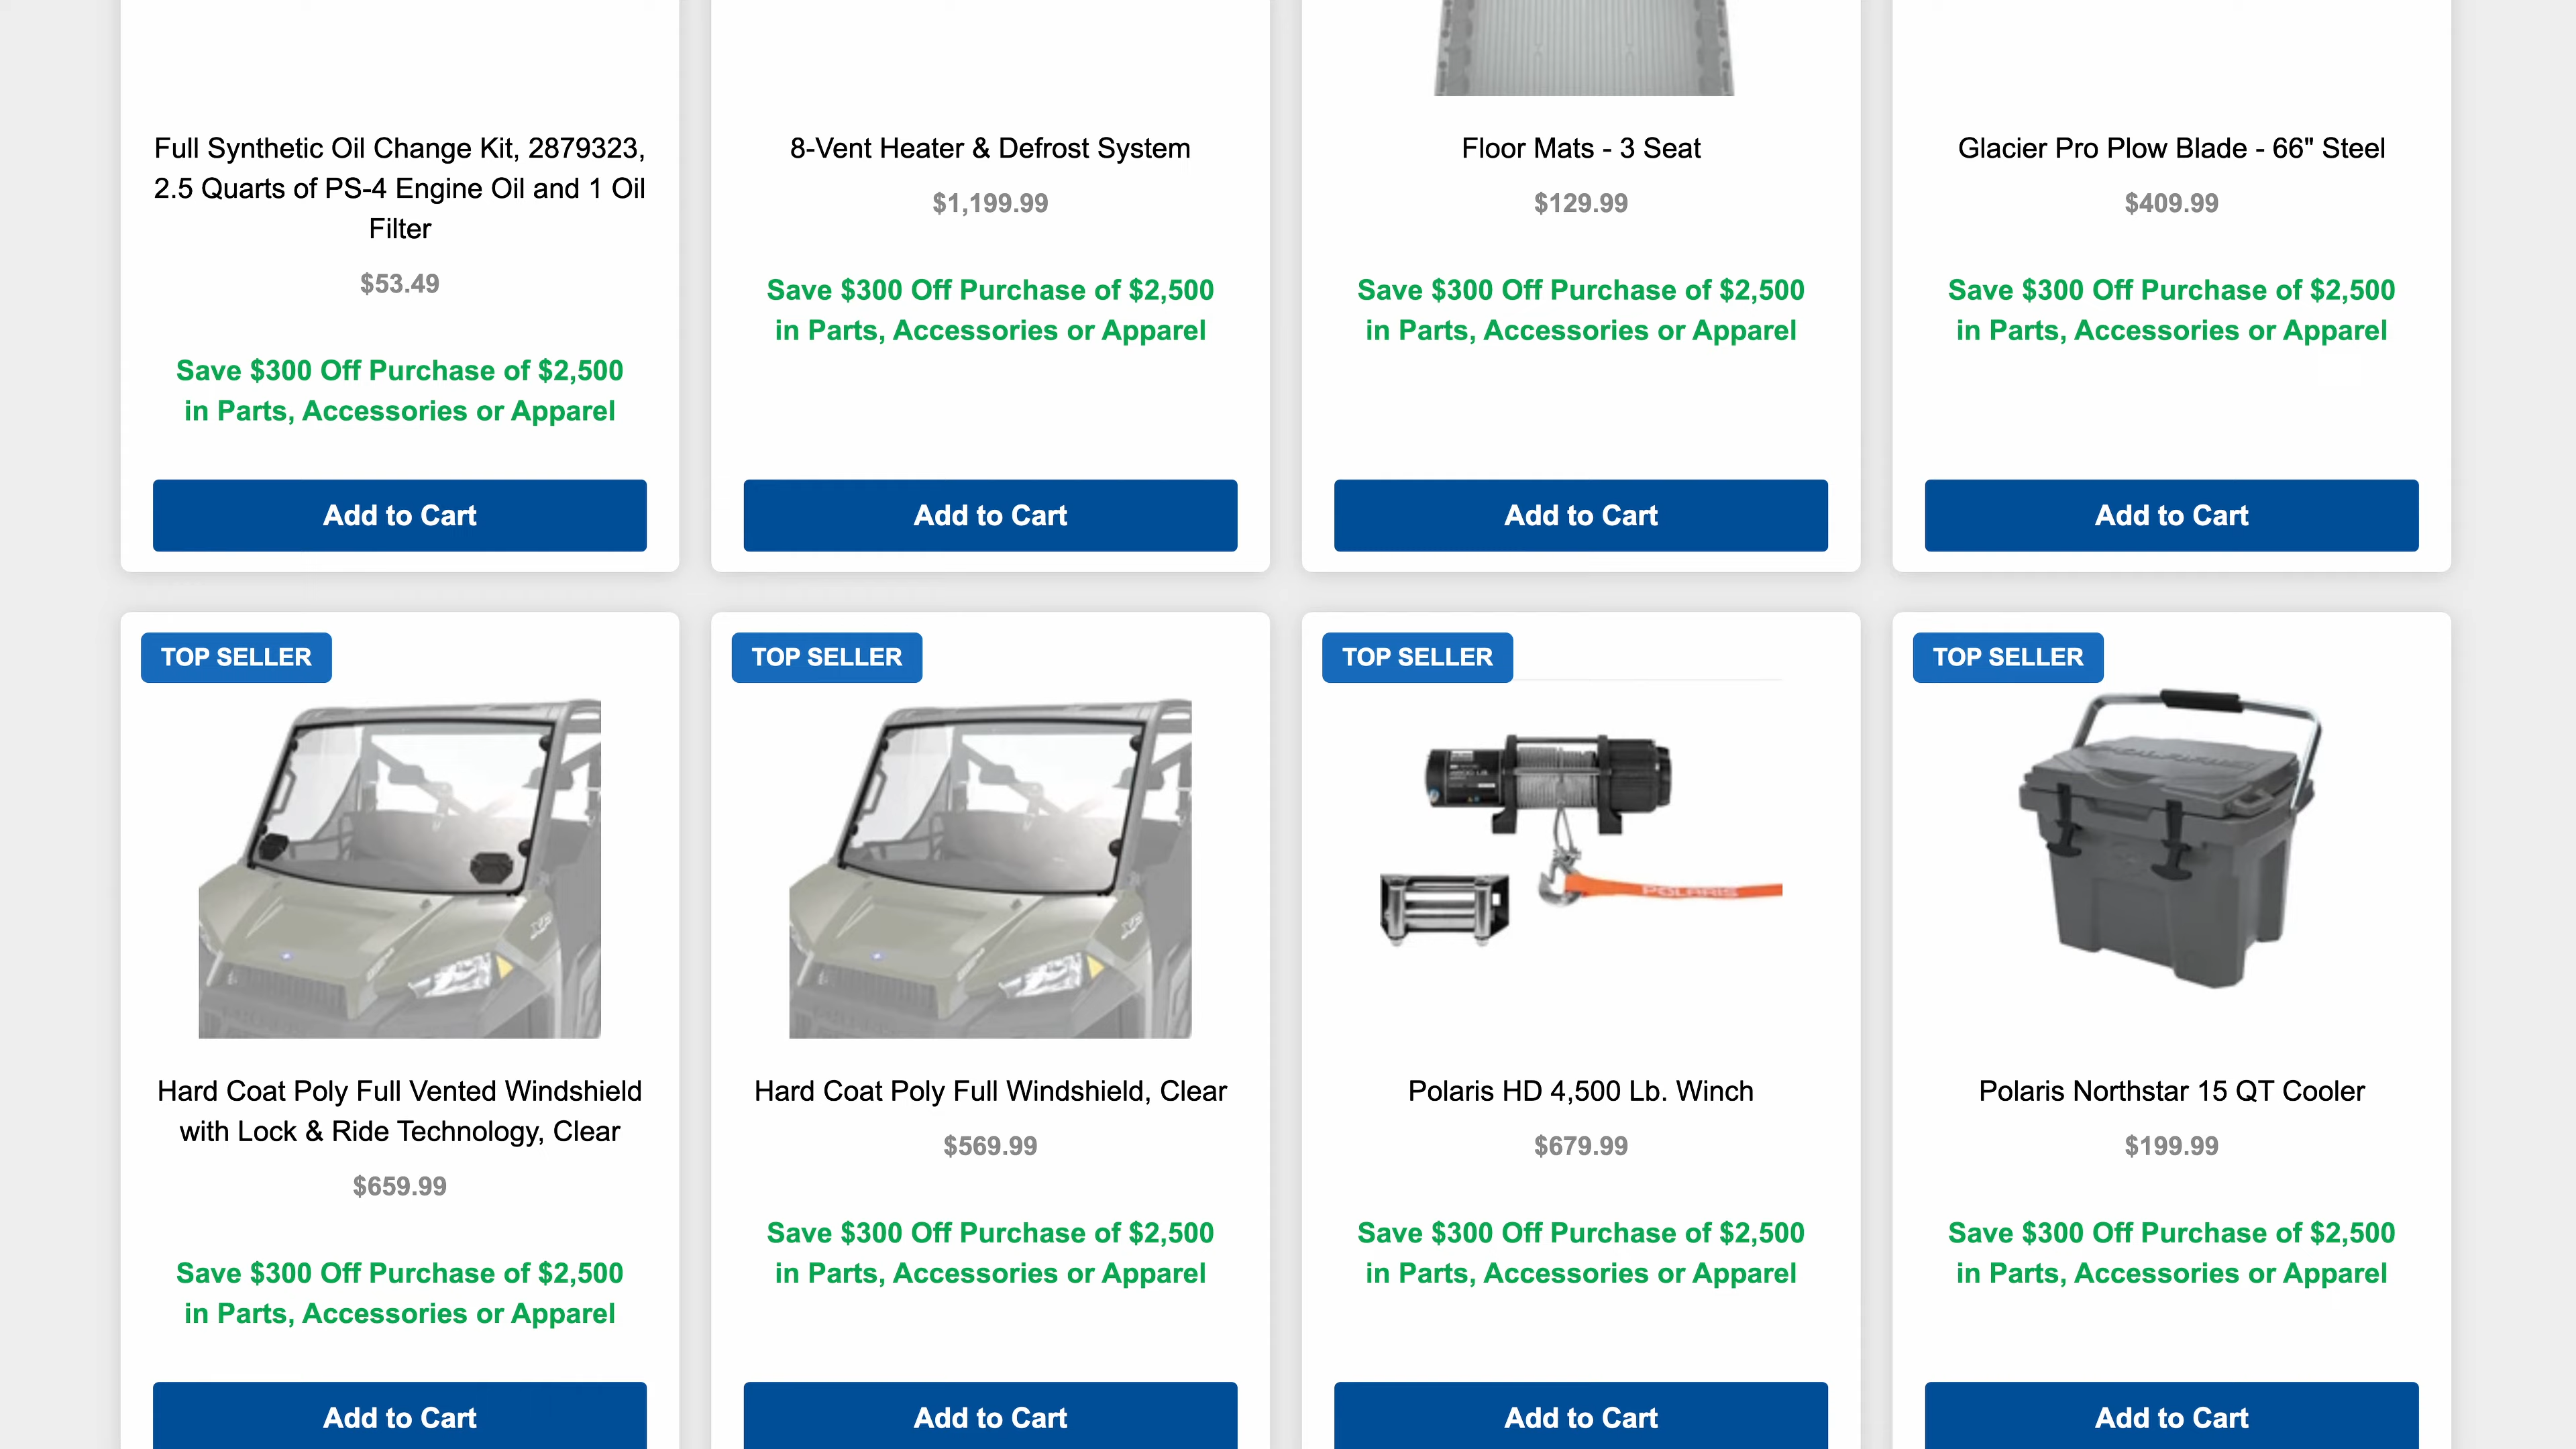 Full Synthetic Oil Change Kit, 2879323,
2.5 Quarts of PS-4 Engine Oil and 1 Oil
Filter
$53.49
Save $300 Off Purchase of $2,500
in Parts, Accessories or Apparel
Add to Cart
8-Vent Heater & Defrost System
$1,199.99
Save $300 Off Purchase of $2,500
in Parts, Accessories or Apparel
Add to Cart
Floor Mats - 3 Seat
$129.99
Save $300 Off Purchase of $2,500
in Parts, Accessories or Apparel
Add to Cart
Glacier Pro Plow Blade - 66" Steel
$409.99
Save $300 Off Purchase of $2,500
in Parts, Accessories or Apparel
Add to Cart
TOP SELLER
Hard Coat Poly Full Vented Windshield
with Lock & Ride Technology, Clear
$659.99
Save $300 Off Purchase of $2,500
in Parts, Accessories or Apparel
Add to Cart
TOP SELLER
Hard Coat Poly Full Windshield, Clear
$569.99
Save $300 Off Purchase of $2,500
in Parts, Accessories or Apparel
Add to Cart
TOP SELLER
POLARIS
Polaris HD 4,500 Lb. Winch
$679.99
Save $300 Off Purchase of $2,500
in Parts, Accessories or Apparel
Add to Cart
TOP SELLER
Polaris Northstar 15 QT Cooler
$199.99
Save $300 Off Purchase of $2,500
in Parts, Accessories or Apparel
Add to Cart